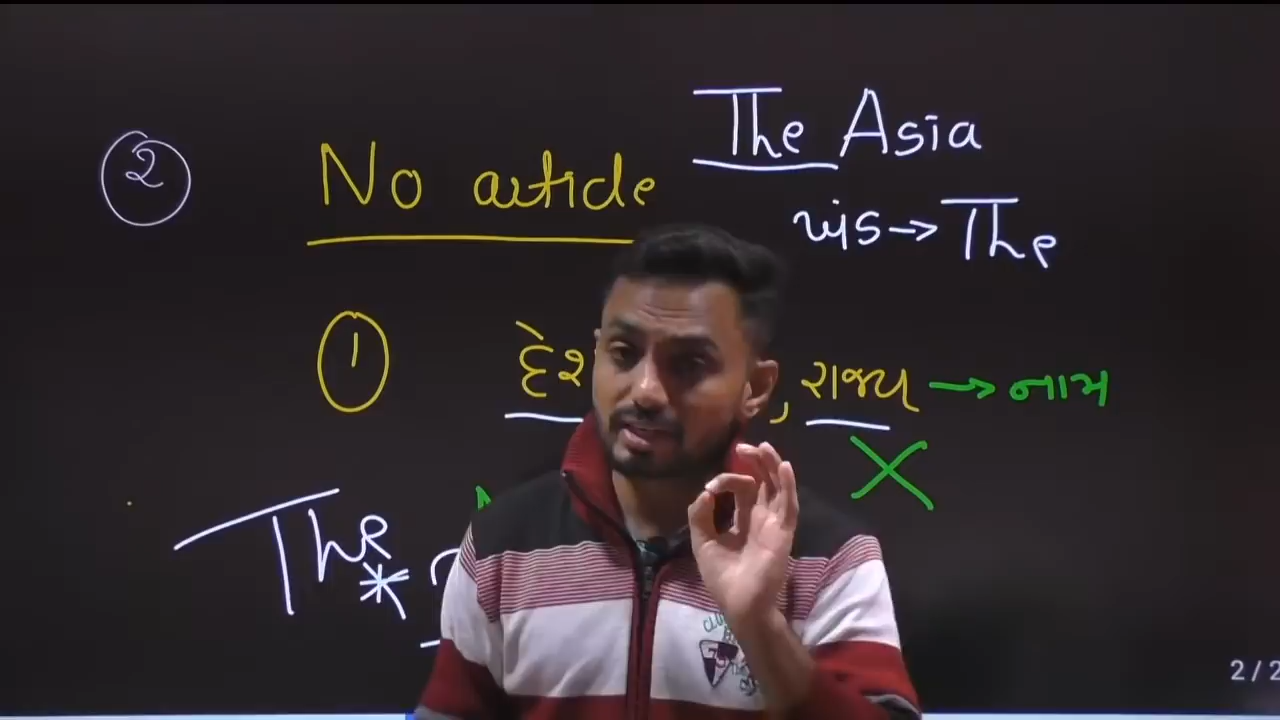 The Asia
2 No article
ખંડ → The
1 દેશ , રાજ્ય → નામ
X
The *
2/2